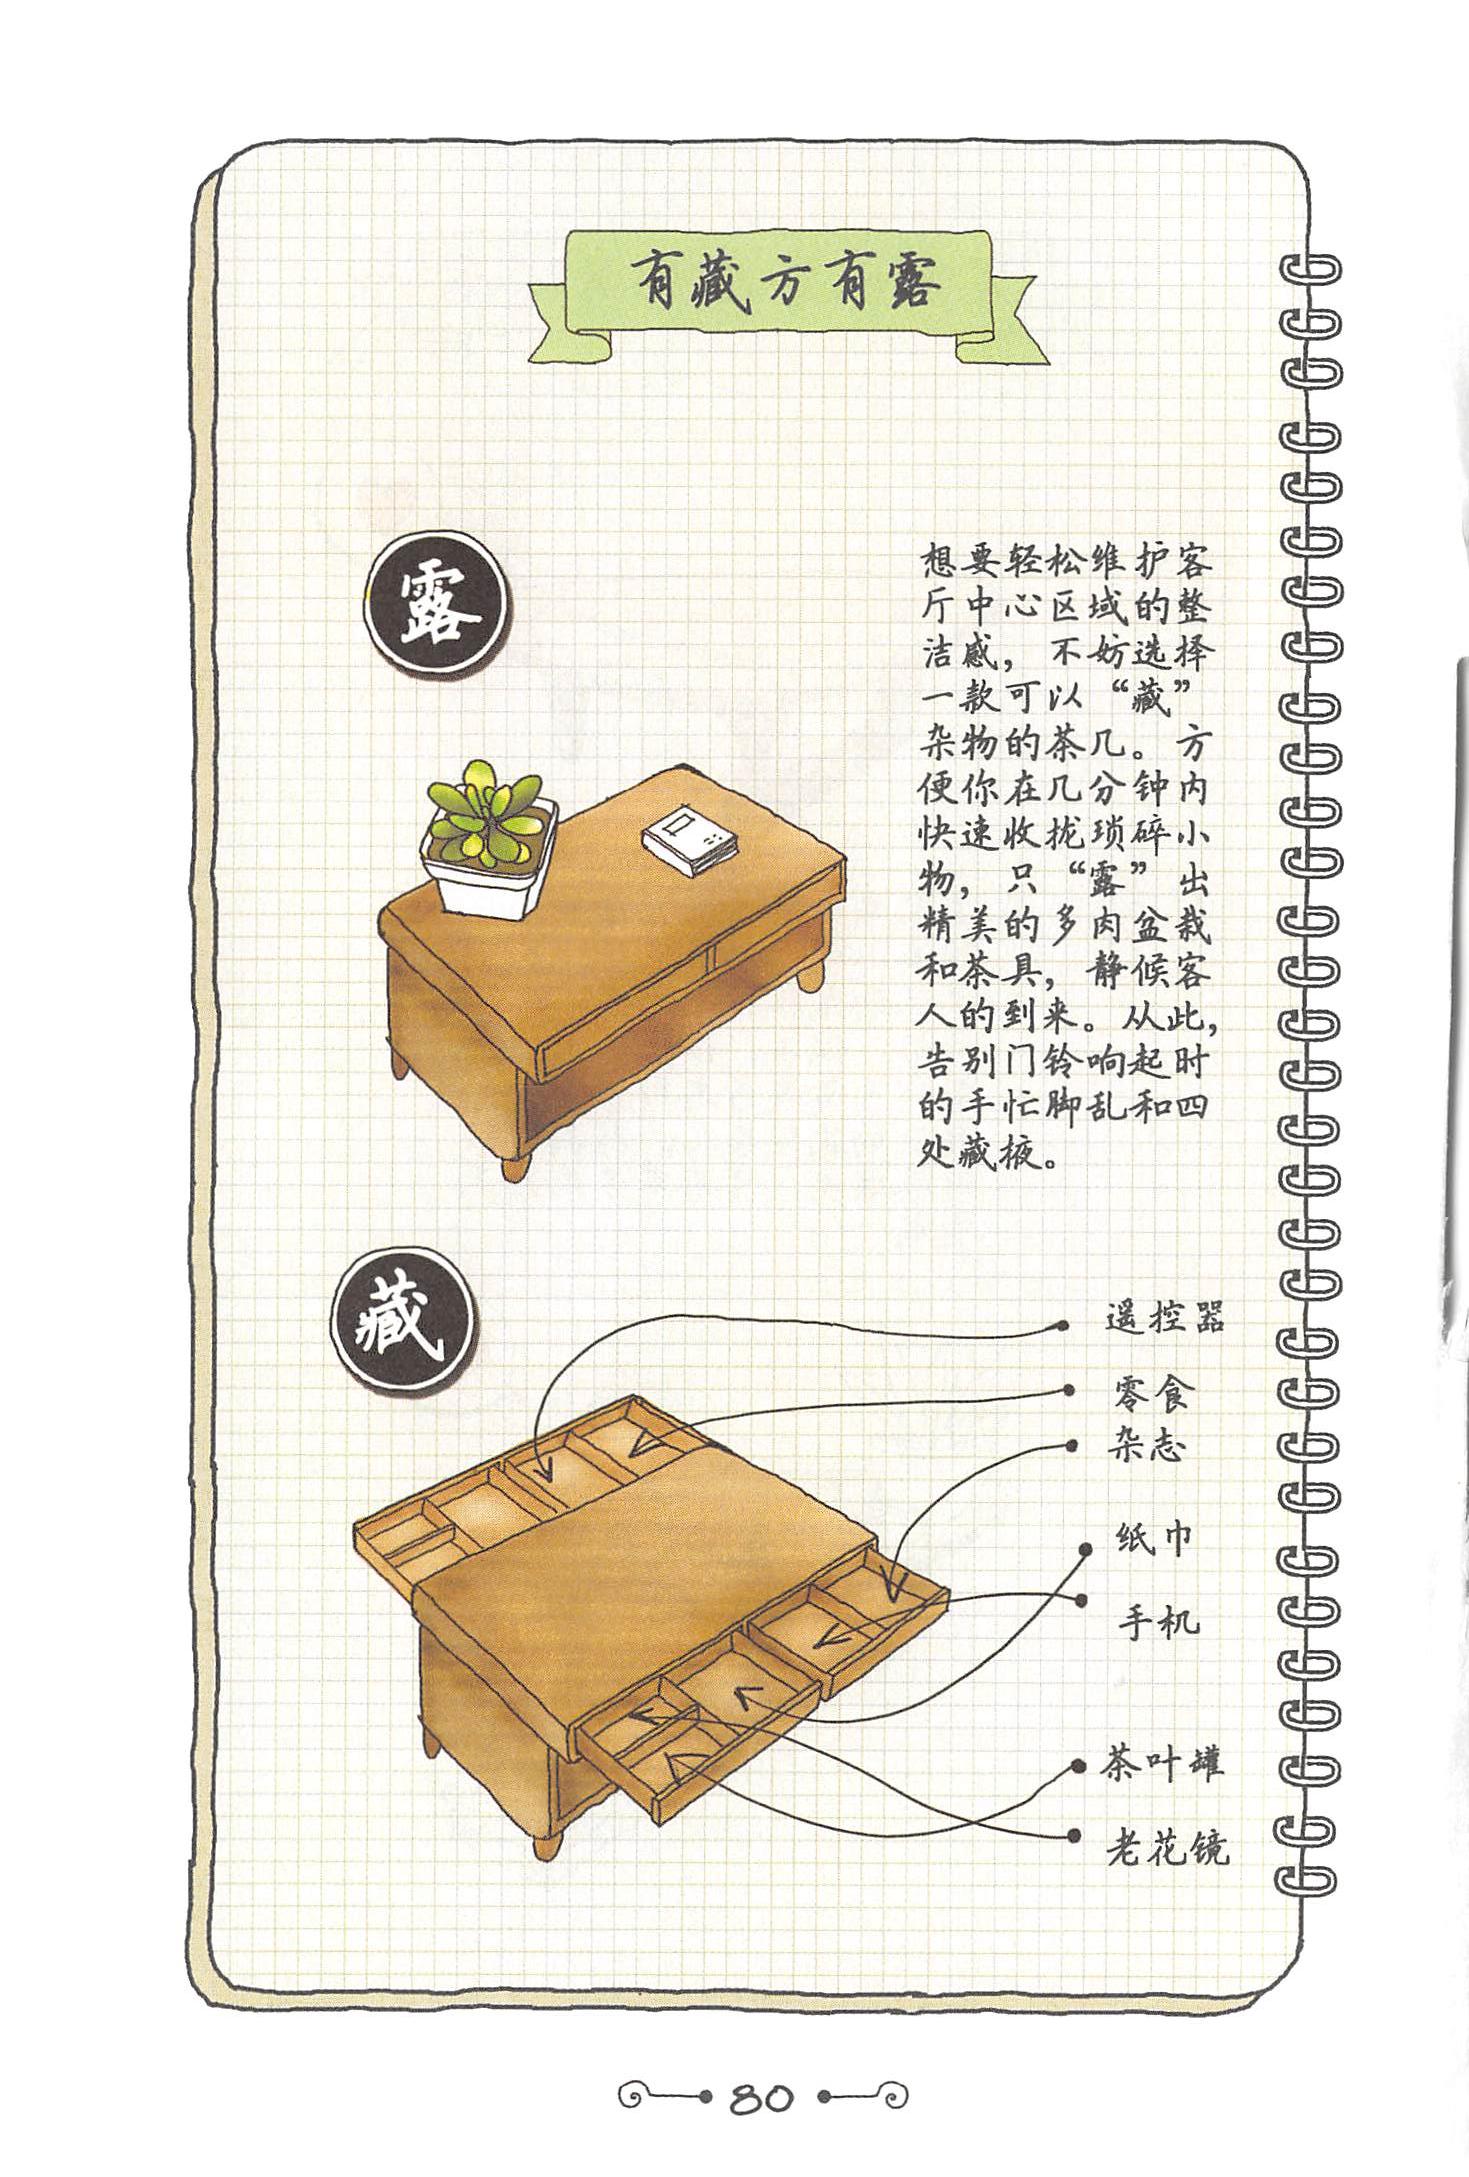 有藏方有露
露
想要轻松维护客
厅中心区域的整
洁感，不妨选择
一款可以“藏”
杂物的茶几。方
便你在几分钟内
快速收拢琐碎小
物，只“露”出
精美的多肉盆栽
和茶具，静候客
人的到来。从此，
告别门铃响起时
的手忙脚乱和四
处藏掖。
藏
遥控器
零食
杂志
纸巾
手机
茶叶罐
老花镜
80